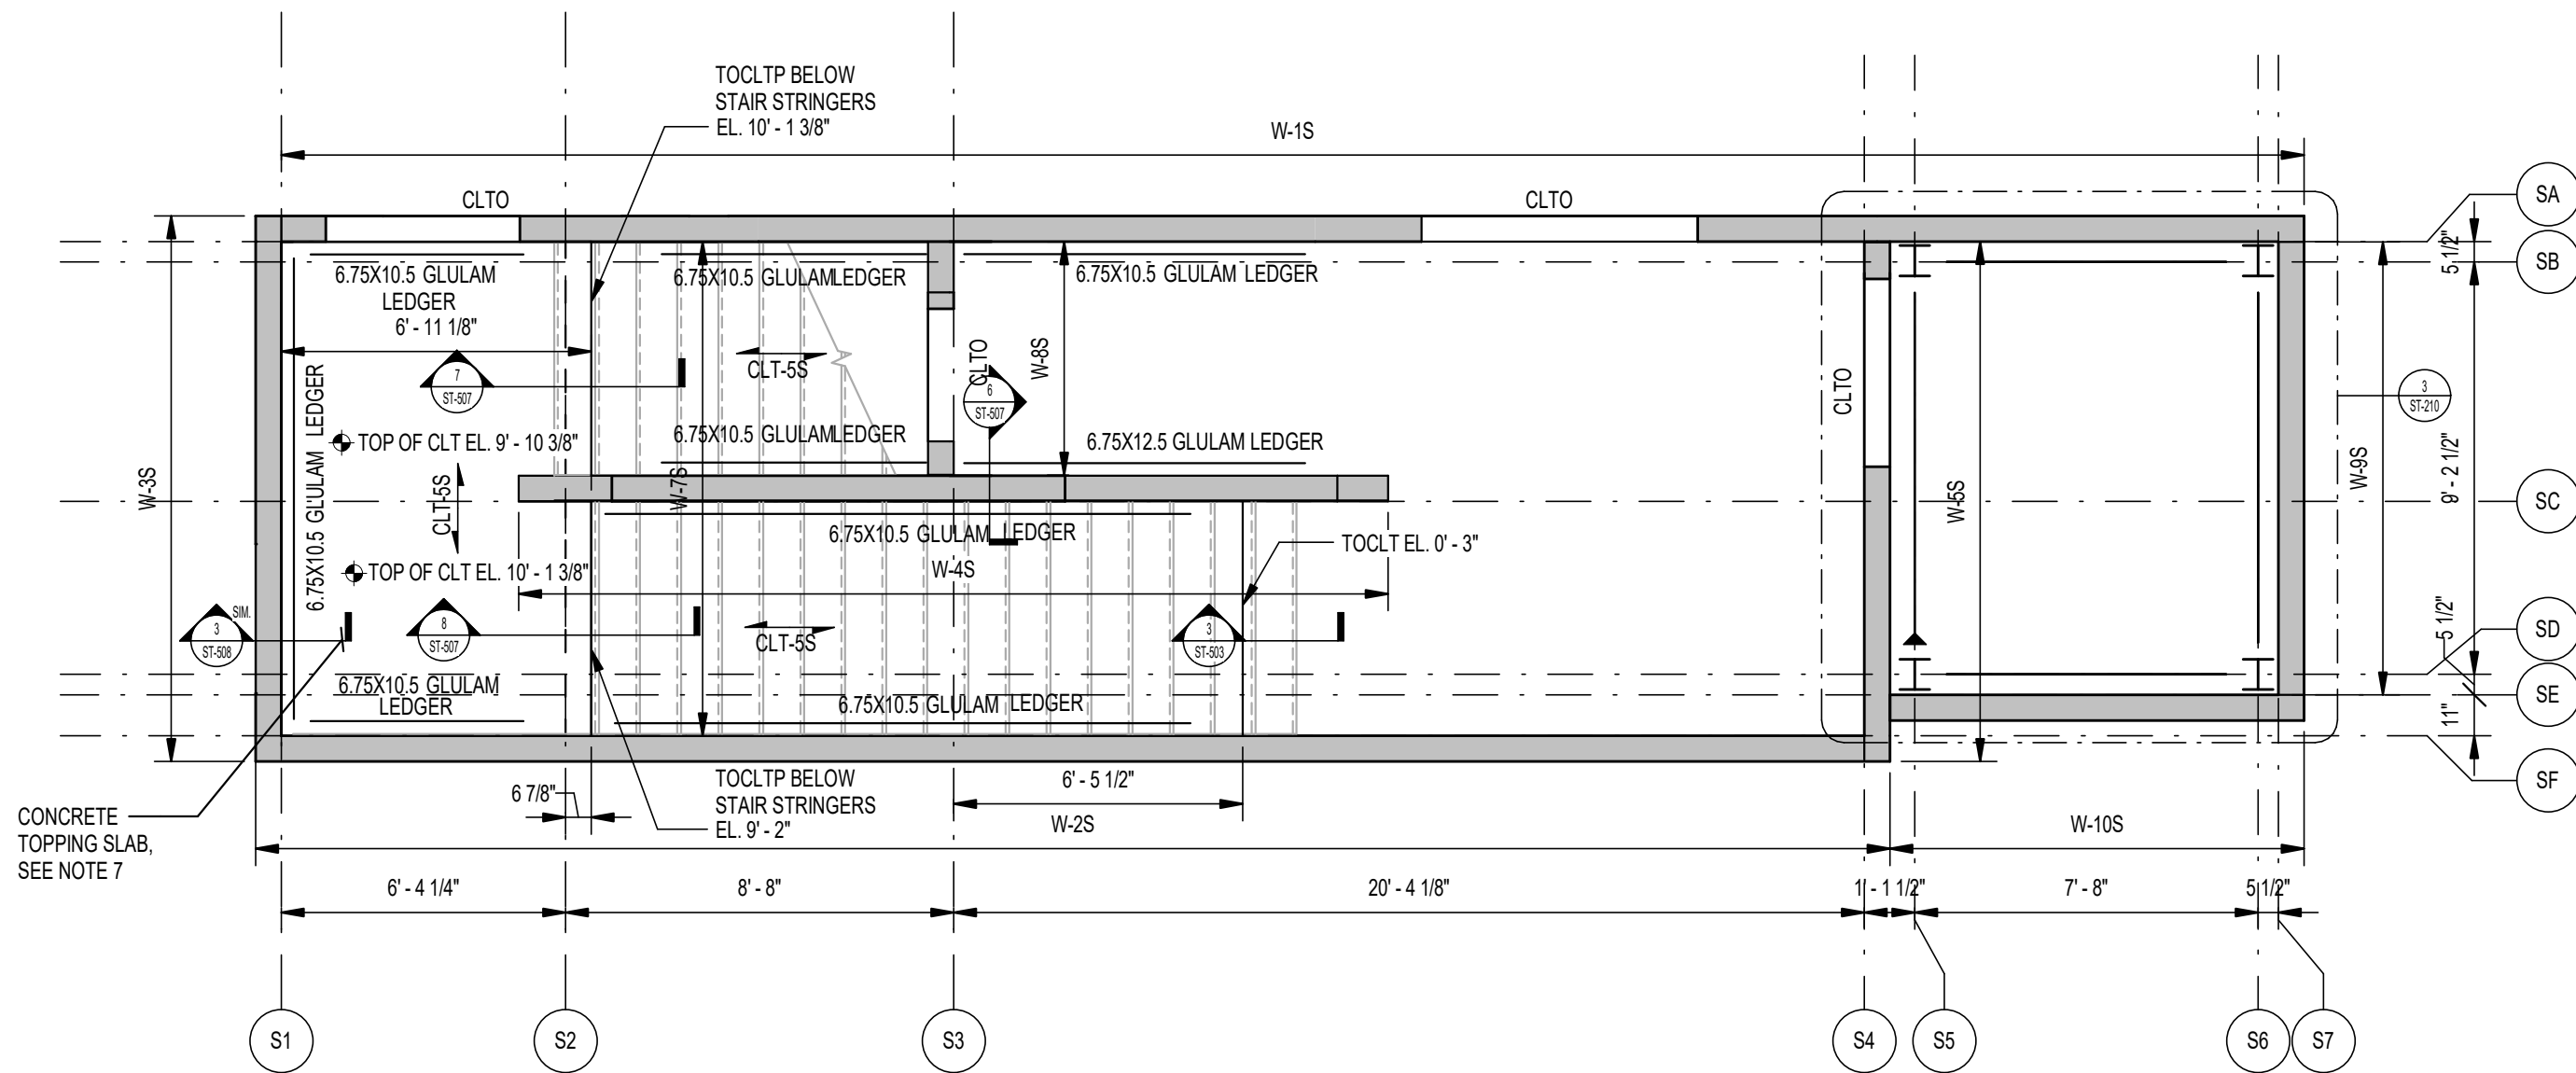 TOCLTP BELOW
STAIR STRINGERS
EL. 10' - 1 3/8"
W-1S
CLTO
CLTO
SA
SB
5 1/2"
6.75X10.5 GLULAM
LEDGER
6' - 11 1/8"
6.75X10.5 GLULAM LEDGER
6.75X10.5 GLULAM LEDGER
CLTO
W-8S
CLT-5S
7
ST-507
6
ST-507
CLTO
3
ST-210
6.75X10.5 GLULAM LEDGER
TOP OF CLT EL. 9' - 10 3/8"
6.75X10.5 GLULAM LEDGER
6.75X12.5 GLULAM LEDGER
W-3S
CLT-5S
W-7S
W-5S
W-9S
9' - 2 1/2"
SC
6.75X10.5 GLULAM LEDGER
TOCLT EL. 0' - 3"
TOP OF CLT EL. 10' - 1 3/8"
W-4S
SIM.
3
ST-508
8
ST-507
CLT-5S
3
ST-503
5 1/2"
SD
6.75X10.5 GLULAM
LEDGER
6.75X10.5 GLULAM LEDGER
SE
11"
SF
CONCRETE
TOPPING SLAB,
SEE NOTE 7
6 7/8"
TOCLTP BELOW
STAIR STRINGERS
EL. 9' - 2"
6' - 5 1/2"
W-2S
W-10S
6' - 4 1/4"
8' - 8"
20' - 4 1/8"
1' - 1 1/2"
7' - 8"
5 1/2"
S1
S2
S3
S4
S5
S6
S7